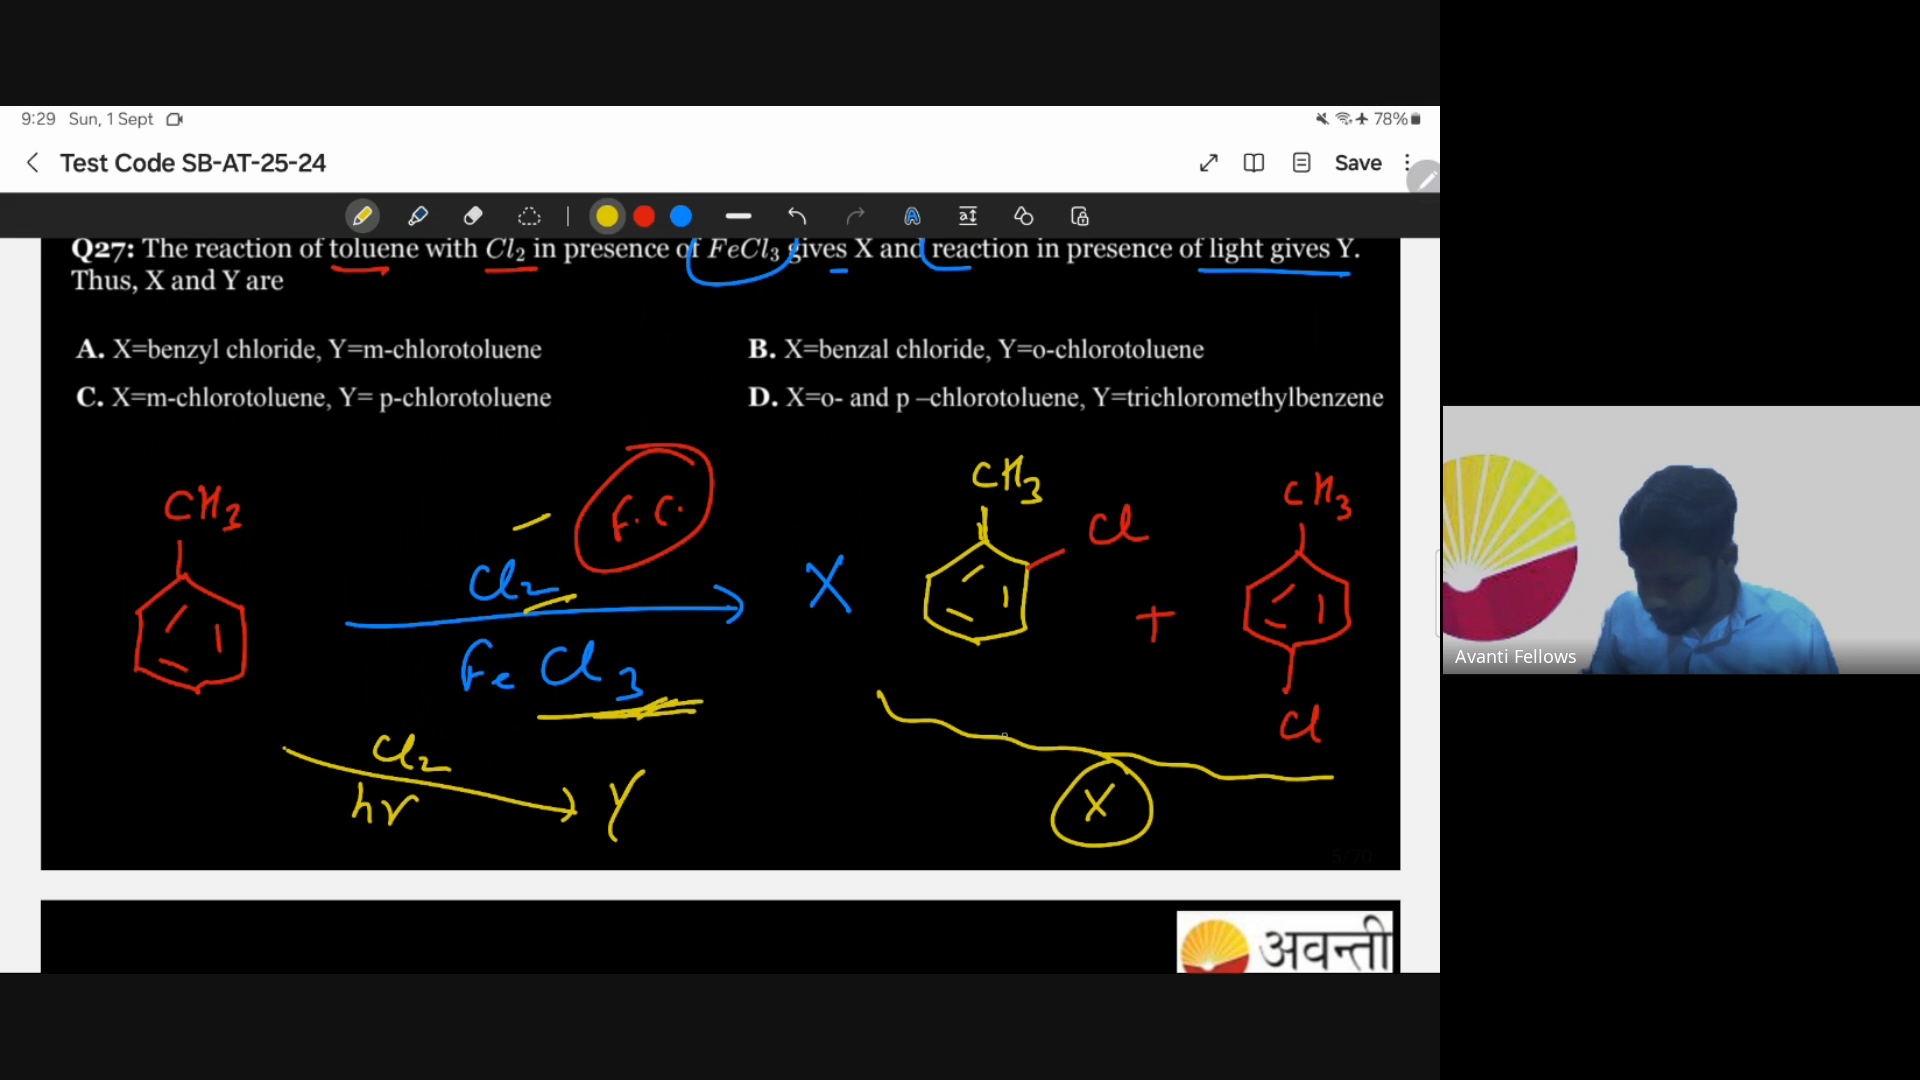 9:29 Sun, 1 Sept
78%
Test Code SB-AT-25-24
Save
Q27: The reaction of toluene with Cl2 in presence of FeCl3 gives X and reaction in presence of light gives Y.
Thus, X and Y are
A. X=benzyl chloride, Y=m-chlorotoluene
B. X=benzal chloride, Y=o-chlorotoluene
C. X=m-chlorotoluene, Y= p-chlorotoluene
D. X=o- and p –chlorotoluene, Y=trichloromethylbenzene
CH3
F.C.
Cl2
FeCl3
X
CH3
Cl
+
CH3
Cl
Cl2
hν
Y
X
5/70
अवन्ती
Avanti Fellows